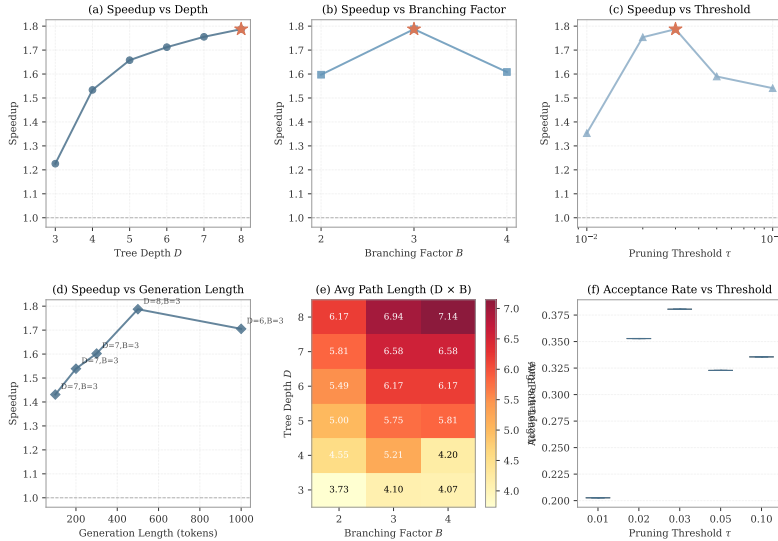 (a) Speedup vs Depth
Speedup
1.8
1.7
1.6
1.5
1.4
1.3
1.2
1.1
1.0
3 4 5 6 7 8
Tree Depth D
(b) Speedup vs Branching Factor
Speedup
1.8
1.7
1.6
1.5
1.4
1.3
1.2
1.1
1.0
2 3 4
Branching Factor B
(c) Speedup vs Threshold
Speedup
1.8
1.7
1.6
1.5
1.4
1.3
1.2
1.1
1.0
10⁻²
Pruning Threshold τ
(d) Speedup vs Generation Length
Speedup
1.8
1.7
1.6
1.5
1.4
1.3
1.2
1.1
1.0
D=8,B=3
D=6,B=3
D=7,B=3
D=7,B=3
D=7,B=3
200 400 600 800 1000
Generation Length (tokens)
(e) Avg Path Length (D × B)
Tree Depth D
8 6.17 6.94 7.14
7 5.81 6.58 6.58
6 5.49 6.17 6.17
5 5.00 5.75 5.81
4 4.55 5.21 4.20
3 3.73 4.10 4.07
2 3 4
Branching Factor B
7.0
6.5
6.0
5.5
5.0
4.5
4.0
(f) Acceptance Rate vs Threshold
Acceptance Rate
0.375
0.350
0.325
0.300
0.275
0.250
0.225
0.200
0.01 0.02 0.03 0.05 0.10
Pruning Threshold τ